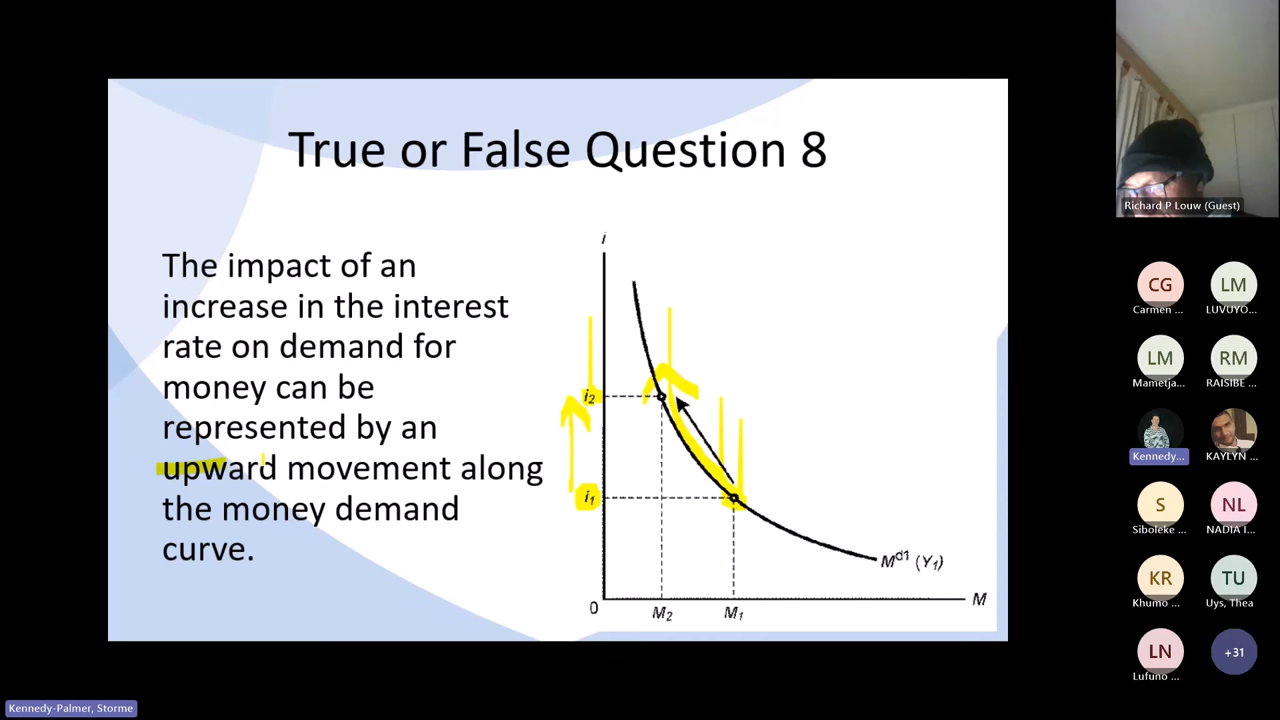 True or False Question 8
The impact of an
increase in the interest
rate on demand for
money can be
represented by an
upward movement along
the money demand
curve.
i
i2
i1
0
M2
M1
M
Md1 (Y1)
Richard P Louw (Guest)
CG
Carmen ...
LM
LUVUYO...
LM
Mametja...
RM
RAISIBE ...
Kennedy-...
KAYLYN ...
S
Siboleke ...
NL
NADIA I...
KR
Khumo ...
TU
Uys, Thea
LN
Lufuno ...
+31
Kennedy-Palmer, Storme